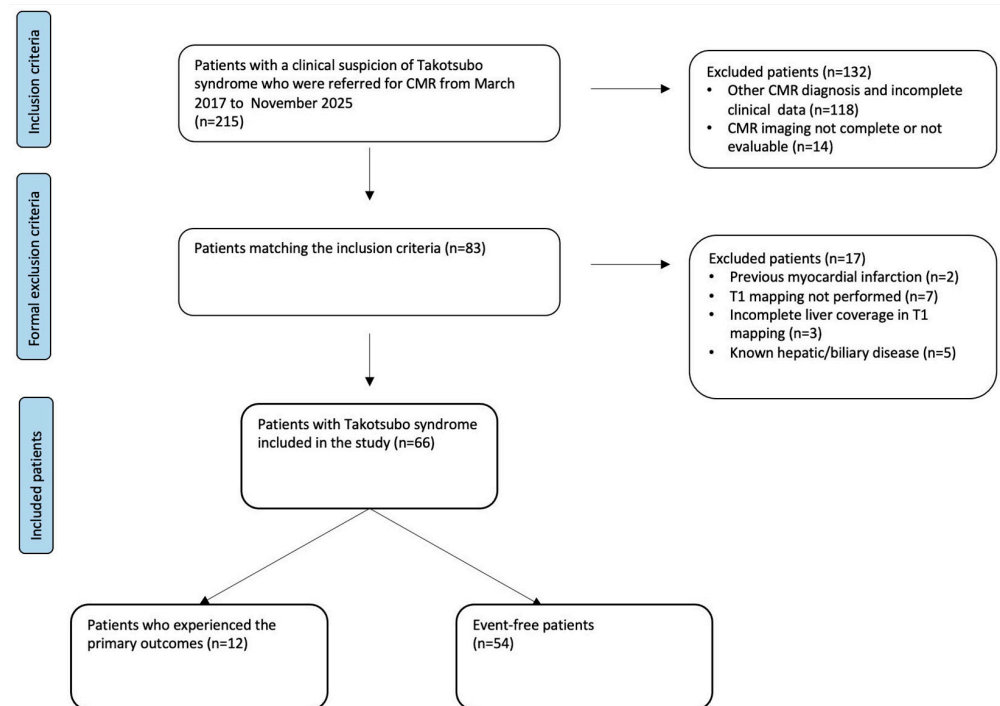 Inclusion criteria
Patients with a clinical suspicion of Takotsubo
syndrome who were referred for CMR from March
2017 to November 2025
(n=215)
Excluded patients (n=132)
• Other CMR diagnosis and incomplete
clinical data (n=118)
• CMR imaging not complete or not
evaluable (n=14)
Formal exclusion criteria
Patients matching the inclusion criteria (n=83)
Excluded patients (n=17)
• Previous myocardial infarction (n=2)
• T1 mapping not performed (n=7)
• Incomplete liver coverage in T1
mapping (n=3)
• Known hepatic/biliary disease (n=5)
Included patients
Patients with Takotsubo syndrome
included in the study (n=66)
Patients who experienced the
primary outcomes (n=12)
Event-free patients
(n=54)